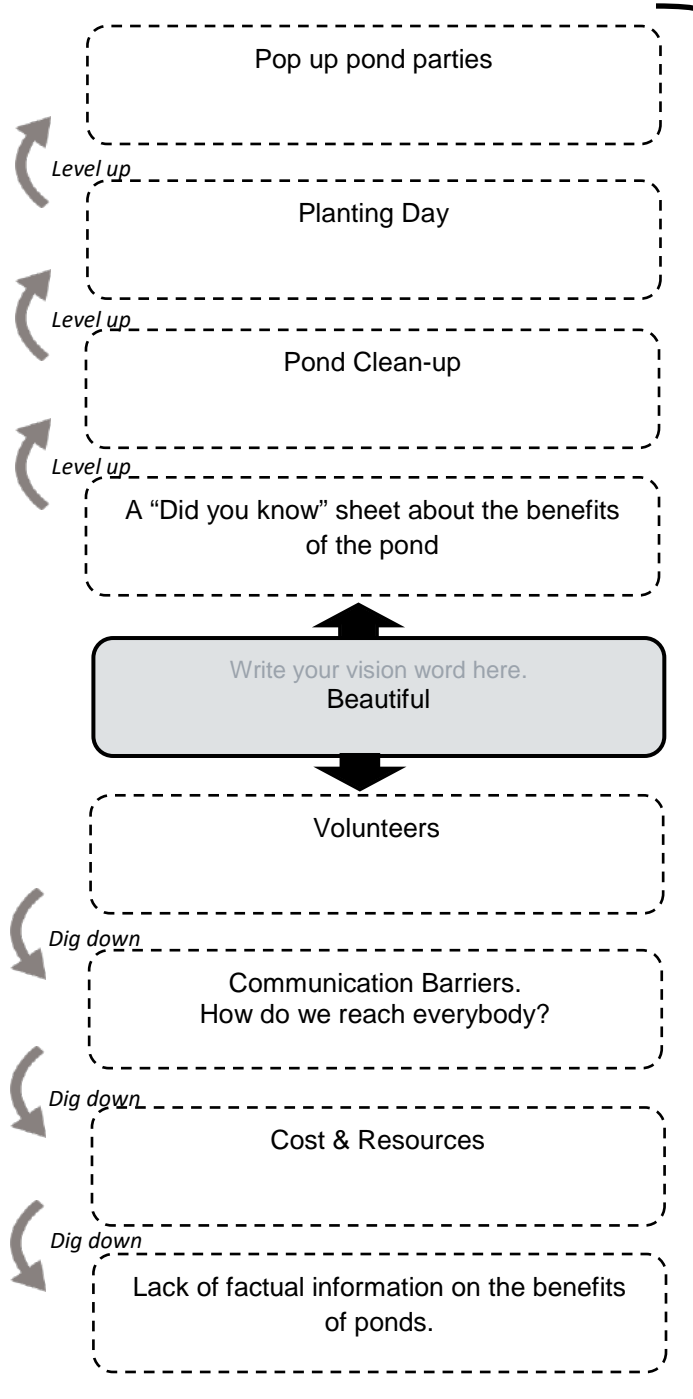 Pop up pond parties
Level up
Planting Day
Level up
Pond Clean-up
Level up
A “Did you know” sheet about the benefits
of the pond
Write your vision word here.
Beautiful
Volunteers
Dig down
Communication Barriers.
How do we reach everybody?
Dig down
Cost & Resources
Dig down
Lack of factual information on the benefits
of ponds.